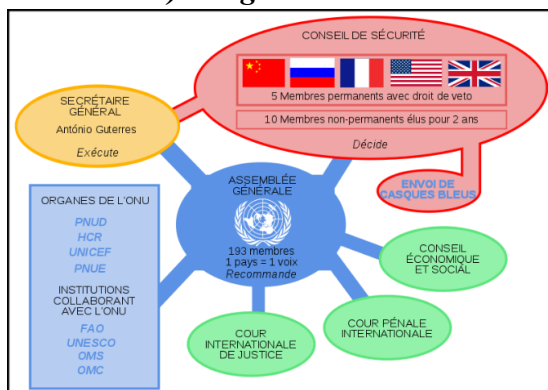 CONSEIL DE SÉCURITÉ
5 Membres permanents avec droit de veto
10 Membres non-permanents élus pour 2 ans
Décide
ENVOI DE
CASQUES BLEUS
SECRÉTAIRE
GÉNÉRAL
António Guterres
Exécute
ASSEMBLÉE
GÉNÉRALE
193 membres
1 pays = 1 voix
Recommande
ORGANES DE L'ONU
PNUD
HCR
UNICEF
PNUE
INSTITUTIONS
COLLABORANT
AVEC L'ONU
FAO
UNESCO
OMS
OMC
CONSEIL
ÉCONOMIQUE
ET SOCIAL
COUR PÉNALE
INTERNATIONALE
COUR
INTERNATIONALE
DE JUSTICE